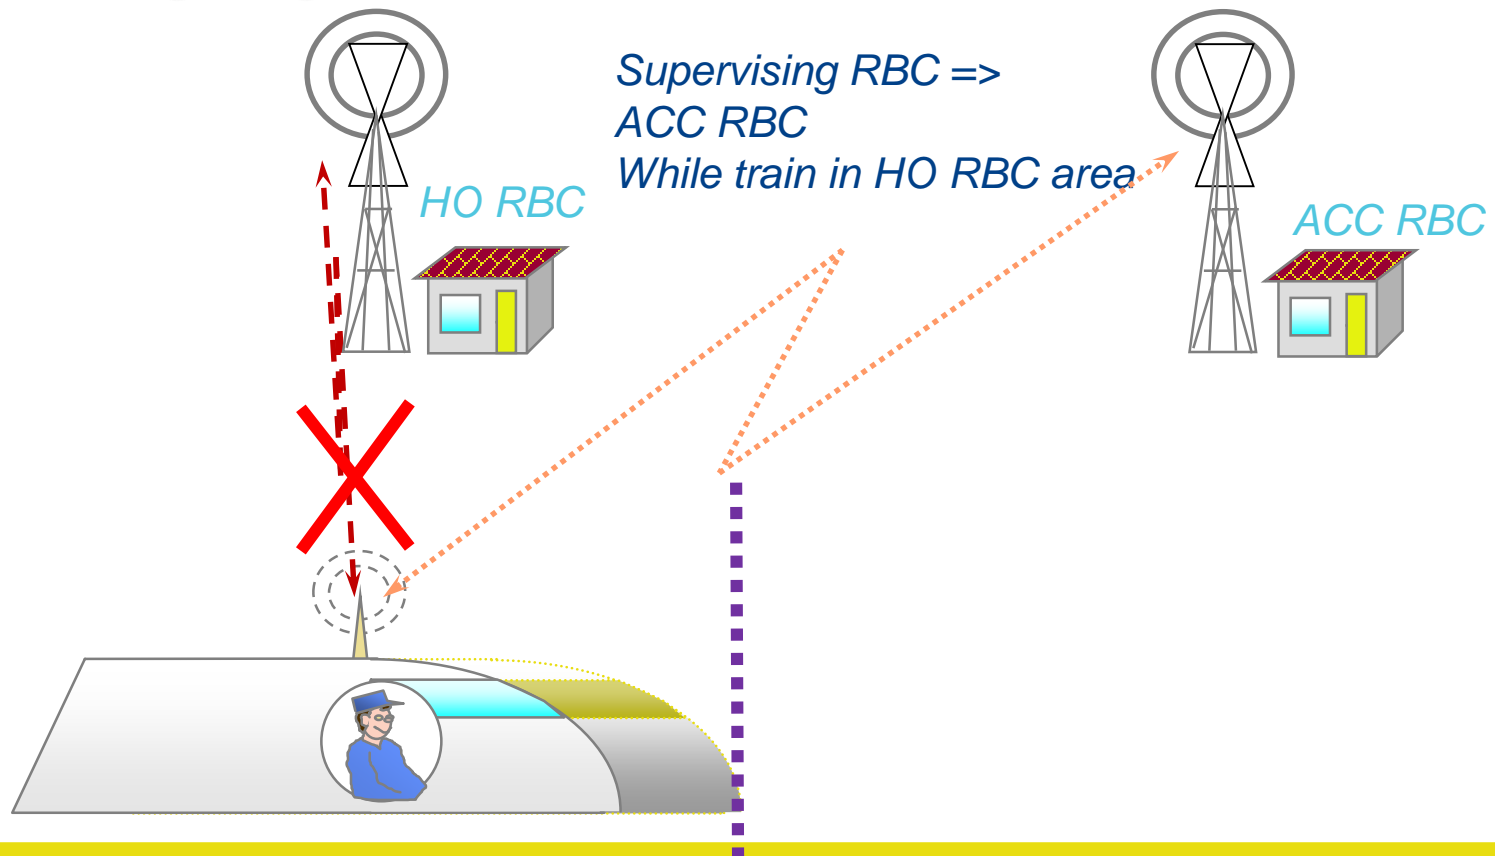 Supervising RBC =>
ACC RBC
While train in HO RBC area
HO RBC
ACC RBC